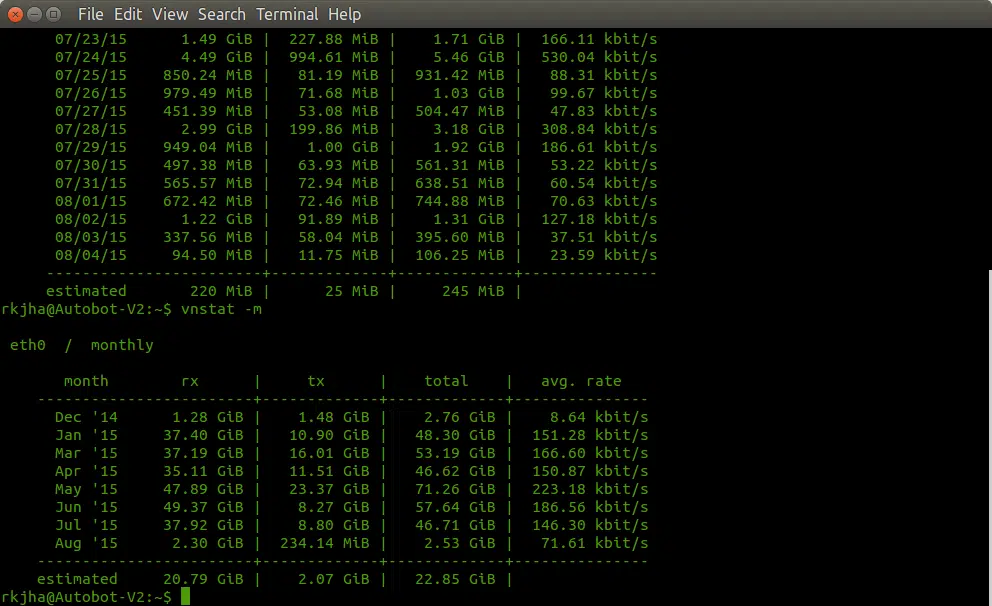 File Edit View Search Terminal Help
07/23/15 1.49 GiB | 227.88 MiB | 1.71 GiB | 166.11 kbit/s
07/24/15 4.49 GiB | 994.61 MiB | 5.46 GiB | 530.04 kbit/s
07/25/15 850.24 MiB | 81.19 MiB | 931.42 MiB | 88.31 kbit/s
07/26/15 979.49 MiB | 71.68 MiB | 1.03 GiB | 99.67 kbit/s
07/27/15 451.39 MiB | 53.08 MiB | 504.47 MiB | 47.83 kbit/s
07/28/15 2.99 GiB | 199.86 MiB | 3.18 GiB | 308.84 kbit/s
07/29/15 949.04 MiB | 1.00 GiB | 1.92 GiB | 186.61 kbit/s
07/30/15 497.38 MiB | 63.93 MiB | 561.31 MiB | 53.22 kbit/s
07/31/15 565.57 MiB | 72.94 MiB | 638.51 MiB | 60.54 kbit/s
08/01/15 672.42 MiB | 72.46 MiB | 744.88 MiB | 70.63 kbit/s
08/02/15 1.22 GiB | 91.89 MiB | 1.31 GiB | 127.18 kbit/s
08/03/15 337.56 MiB | 58.04 MiB | 395.60 MiB | 37.51 kbit/s
08/04/15 94.50 MiB | 11.75 MiB | 106.25 MiB | 23.59 kbit/s
------------------------+-------------+-------------+---------------
estimated 220 MiB | 25 MiB | 245 MiB |
rkjha@Autobot-V2:~$ vnstat -m
eth0 / monthly
month rx | tx | total | avg. rate
------------------------+-------------+-------------+---------------
Dec '14 1.28 GiB | 1.48 GiB | 2.76 GiB | 8.64 kbit/s
Jan '15 37.40 GiB | 10.90 GiB | 48.30 GiB | 151.28 kbit/s
Mar '15 37.19 GiB | 16.01 GiB | 53.19 GiB | 166.60 kbit/s
Apr '15 35.11 GiB | 11.51 GiB | 46.62 GiB | 150.87 kbit/s
May '15 47.89 GiB | 23.37 GiB | 71.26 GiB | 223.18 kbit/s
Jun '15 49.37 GiB | 8.27 GiB | 57.64 GiB | 186.56 kbit/s
Jul '15 37.92 GiB | 8.80 GiB | 46.71 GiB | 146.30 kbit/s
Aug '15 2.30 GiB | 234.14 MiB | 2.53 GiB | 71.61 kbit/s
------------------------+-------------+-------------+---------------
estimated 20.79 GiB | 2.07 GiB | 22.85 GiB |
rkjha@Autobot-V2:~$